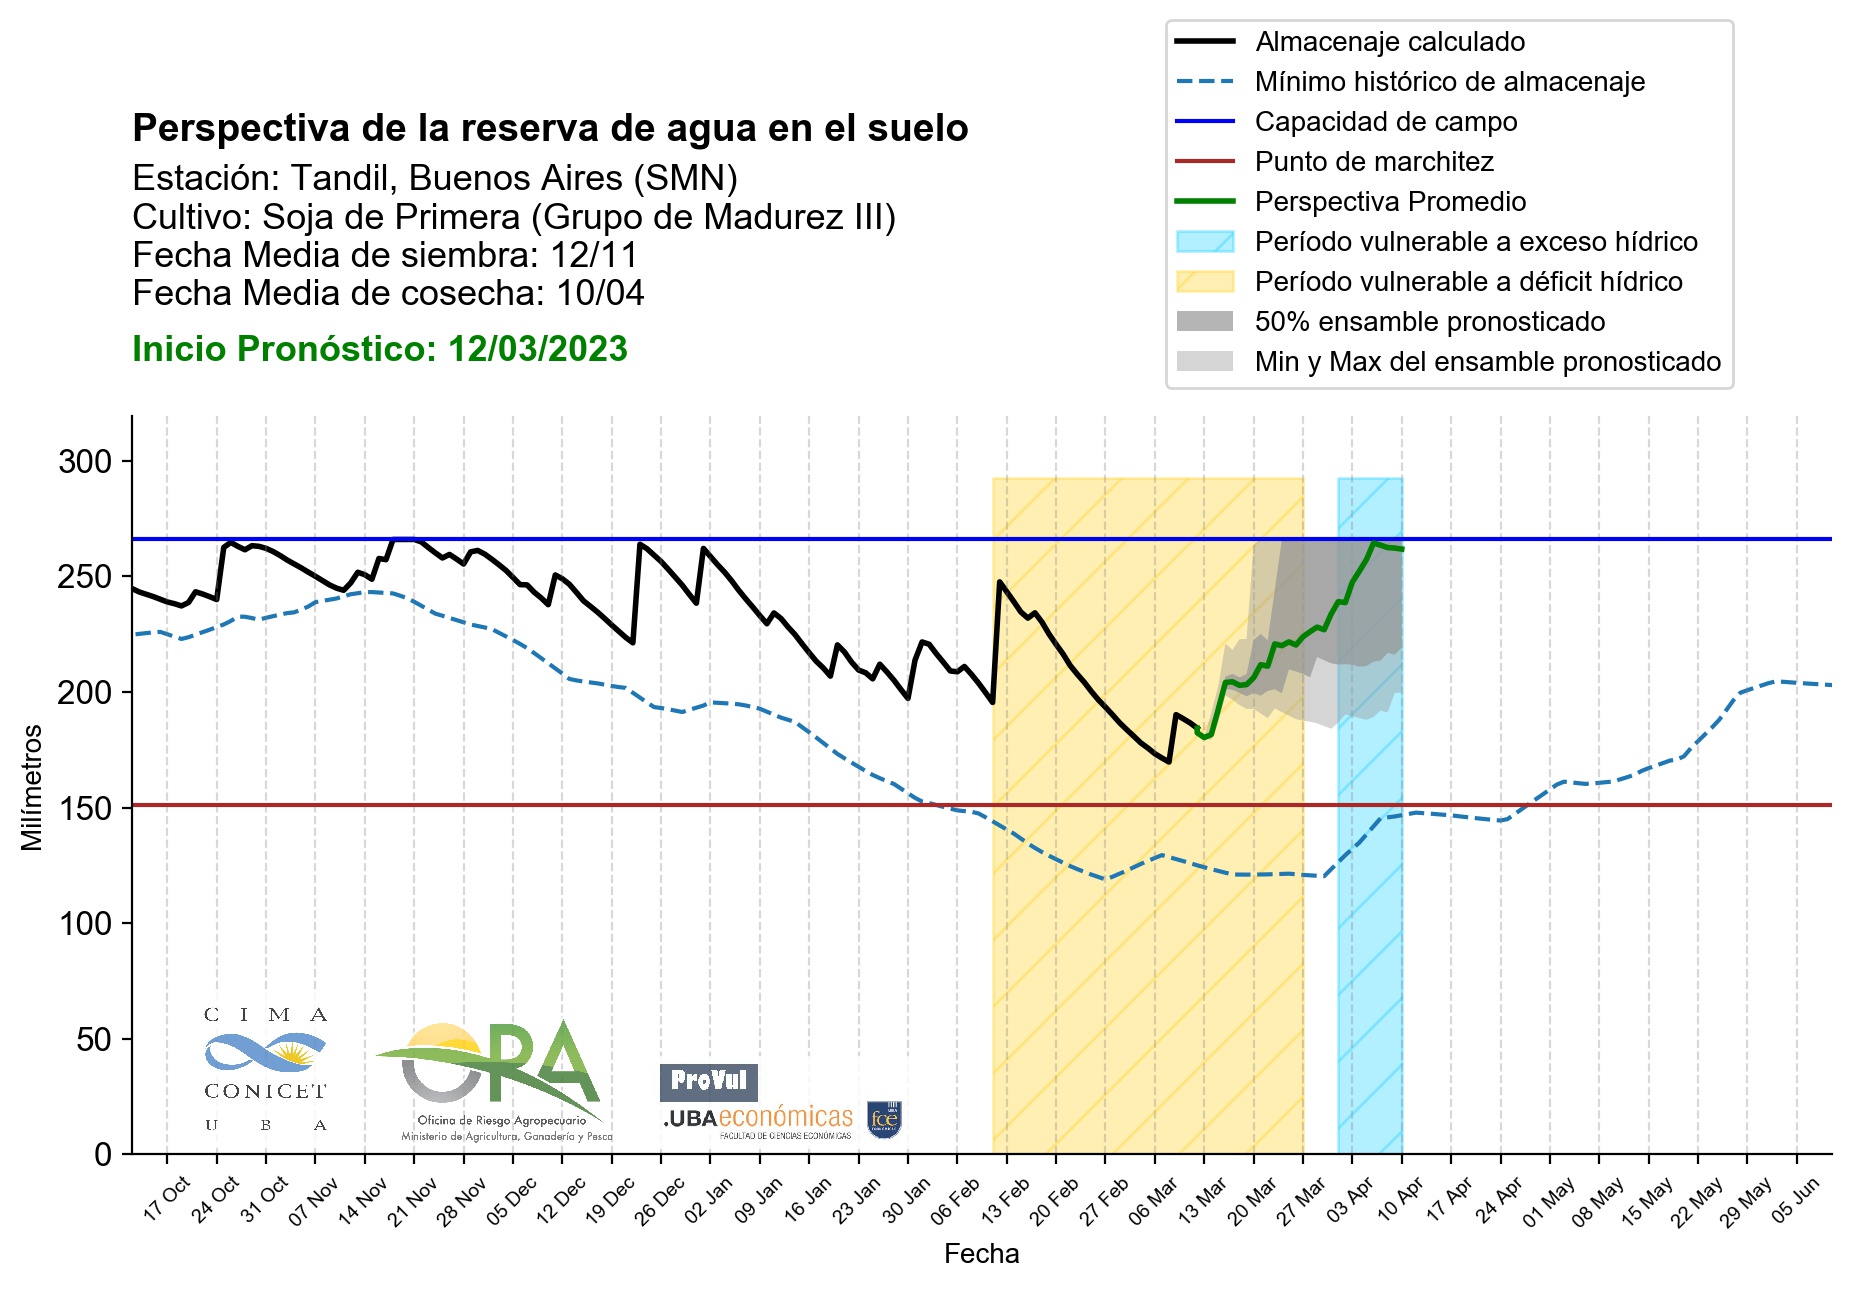 Almacenaje calculado
Mínimo histórico de almacenaje
Capacidad de campo
Punto de marchitez
Perspectiva Promedio
Período vulnerable a exceso hídrico
Período vulnerable a déficit hídrico
50% ensamble pronosticado
Min y Max del ensamble pronosticado
Perspectiva de la reserva de agua en el suelo
Estación: Tandil, Buenos Aires (SMN)
Cultivo: Soja de Primera (Grupo de Madurez III)
Fecha Media de siembra: 12/11
Fecha Media de cosecha: 10/04
Inicio Pronóstico: 12/03/2023
Milímetros
300
250
200
150
100
50
0
CIMA
CONICET
UBA
ORA
Oficina de Riesgo Agropecuario
Ministerio de Agricultura, Ganadería y Pesca
ProVul
.UBAeconómicas
FACULTAD DE CIENCIAS ECONÓMICAS
fce
17 Oct
24 Oct
31 Oct
07 Nov
14 Nov
21 Nov
28 Nov
05 Dec
12 Dec
19 Dec
26 Dec
02 Jan
09 Jan
16 Jan
23 Jan
30 Jan
06 Feb
13 Feb
20 Feb
27 Feb
06 Mar
13 Mar
20 Mar
27 Mar
03 Apr
10 Apr
17 Apr
24 Apr
01 May
08 May
15 May
22 May
29 May
05 Jun
Fecha